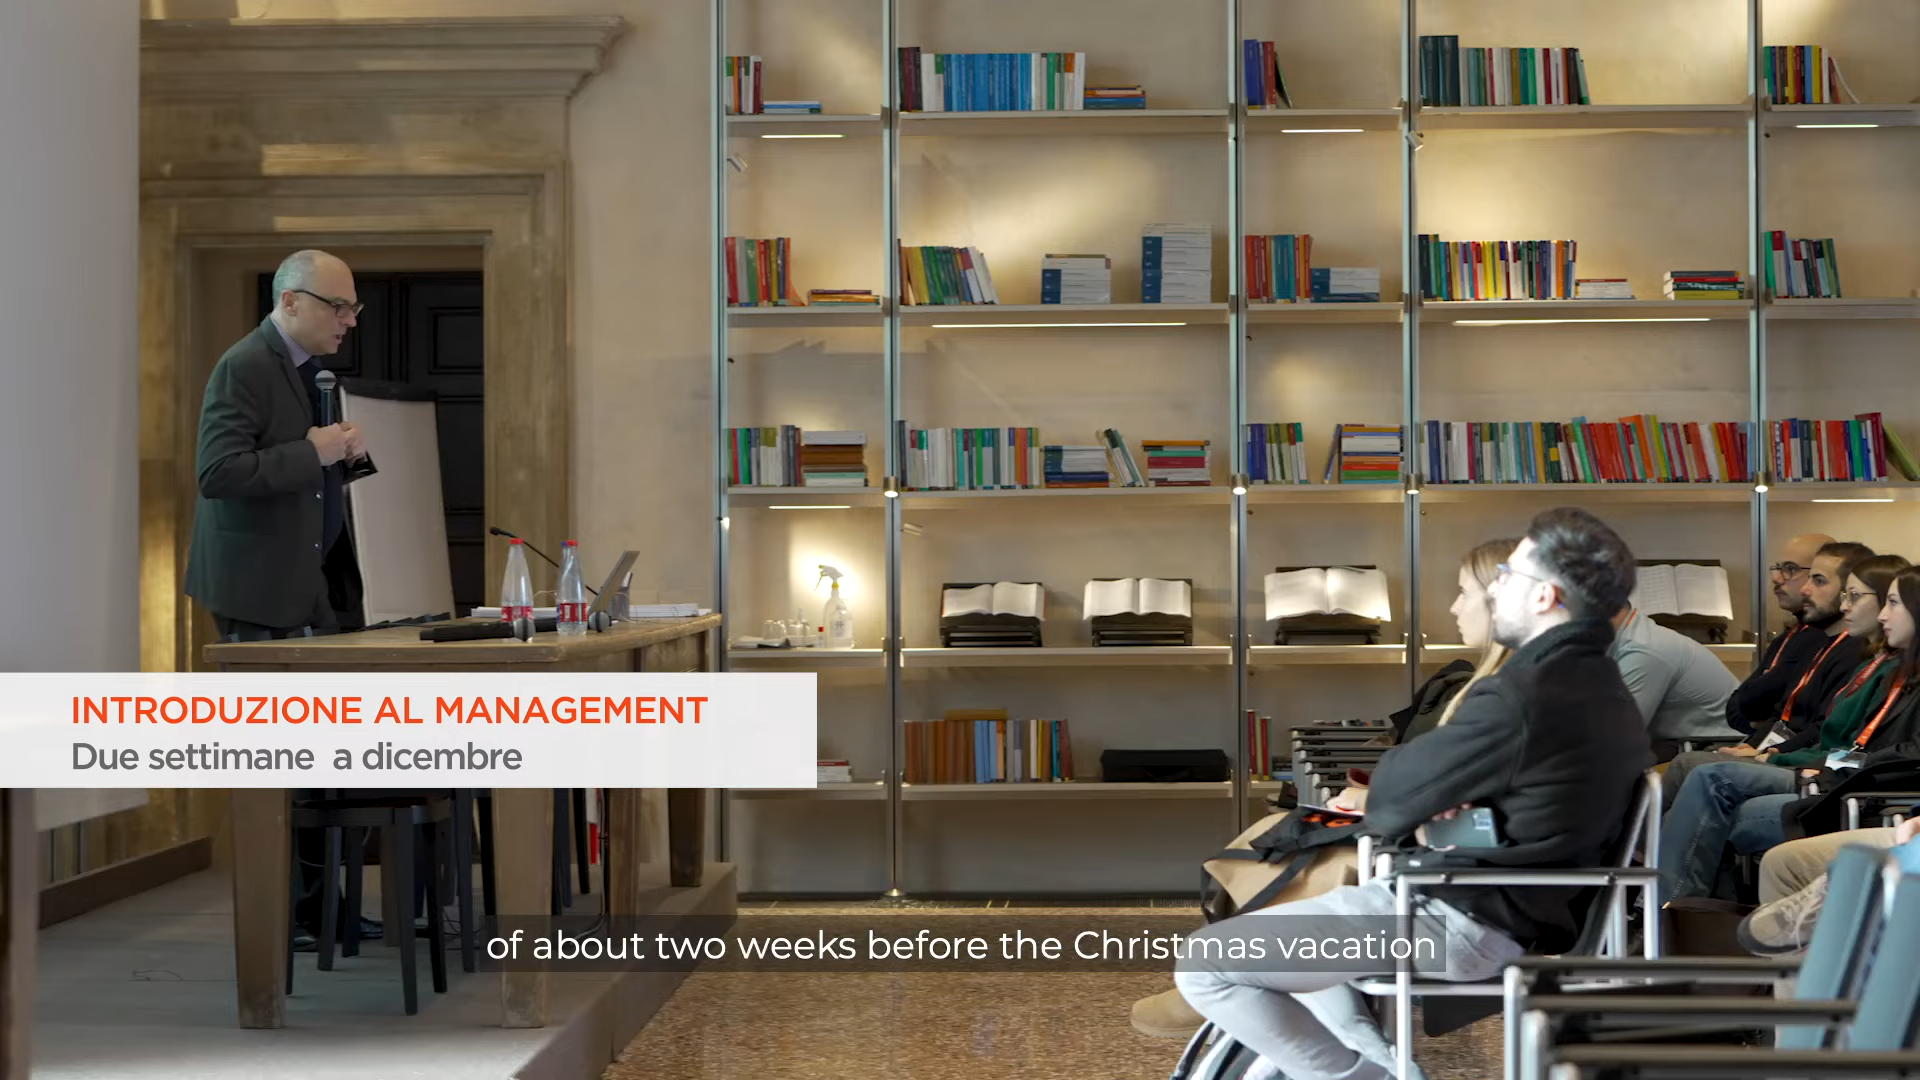 INTRODUZIONE AL MANAGEMENT
Due settimane a dicembre
of about two weeks before the Christmas vacation